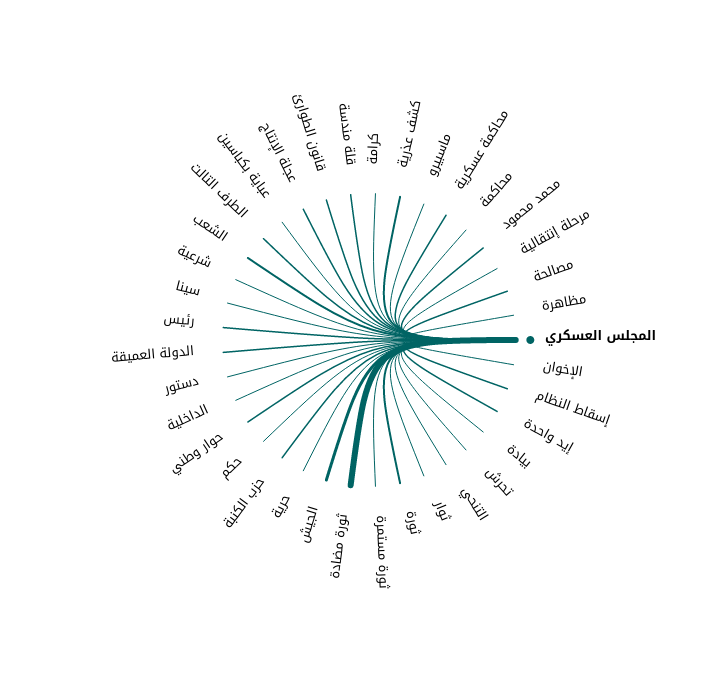 المجلس العسكري
الإخوان
إسقاط النظام
إيد واحدة
بيادة
تحرش
التنحي
ثوار
ثورة
ثورة مستمرة
ثورة مضادة
الجيش
حرية
حزب الكنبة
حكم
حوار وطني
الداخلية
دستور
الدولة العميقة
رئيس
سينا
شرعية
الشعب
الطرف الثالث
عباية بكباسين
عجلة الإنتاج
قانون الطوارئ
قلة مندسة
كرامة
كشف عذرية
ماسبيرو
محاكمة عسكرية
محاكمة
محمد محمود
مرحلة إنتقالية
مصالحة
مظاهرة